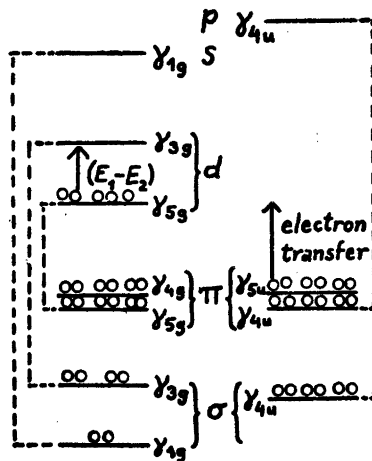 p γ4u
γ1g s
γ3g
(E1-E2) } d
γ5g
electron
transfer
γ4g } π { γ5u
γ5g γ4u
γ3g
} σ { γ4u
γ1g